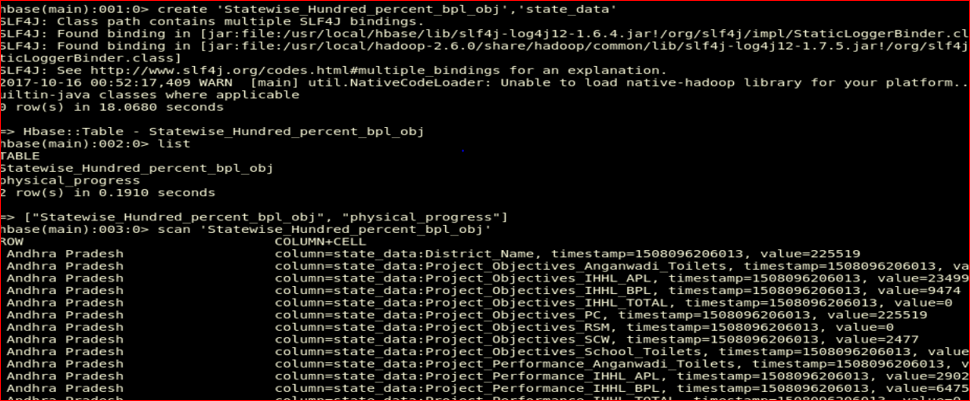 hbase(main):001:0> create 'Statewise_Hundred_percent_bpl_obj','state_data'
SLF4J: Class path contains multiple SLF4J bindings.
SLF4J: Found binding in [jar:file:/usr/local/hbase/lib/slf4j-log4j12-1.6.4.jar!/org/slf4j/impl/StaticLoggerBinder.cl
SLF4J: Found binding in [jar:file:/usr/local/hadoop-2.6.0/share/hadoop/common/lib/slf4j-log4j12-1.7.5.jar!/org/slf4j
ticLoggerBinder.class]
SLF4J: See http://www.slf4j.org/codes.html#multiple_bindings for an explanation.
2017-10-16 00:52:17,409 WARN  [main] util.NativeCodeLoader: Unable to load native-hadoop library for your platform..
uiltin-java classes where applicable
0 row(s) in 18.0680 seconds
=> Hbase::Table - Statewise_Hundred_percent_bpl_obj
hbase(main):002:0> list
TABLE
Statewise_Hundred_percent_bpl_obj
physical_progress
2 row(s) in 0.1910 seconds
=> ["Statewise_Hundred_percent_bpl_obj", "physical_progress"]
hbase(main):003:0> scan 'Statewise_Hundred_percent_bpl_obj'
ROW COLUMN+CELL
Andhra Pradesh column=state_data:District_Name, timestamp=1508096206013, value=225519
Andhra Pradesh column=state_data:Project_Objectives_Anganwadi_Toilets, timestamp=1508096206013, va
Andhra Pradesh column=state_data:Project_Objectives_IHHL_APL, timestamp=1508096206013, value=23499
Andhra Pradesh column=state_data:Project_Objectives_IHHL_BPL, timestamp=1508096206013, value=9474
Andhra Pradesh column=state_data:Project_Objectives_IHHL_TOTAL, timestamp=1508096206013, value=0
Andhra Pradesh column=state_data:Project_Objectives_PC, timestamp=1508096206013, value=225519
Andhra Pradesh column=state_data:Project_Objectives_RSM, timestamp=1508096206013, value=0
Andhra Pradesh column=state_data:Project_Objectives_SCW, timestamp=1508096206013, value=2477
Andhra Pradesh column=state_data:Project_Objectives_School_Toilets, timestamp=1508096206013, value
Andhra Pradesh column=state_data:Project_Performance_Anganwadi_Toilets, timestamp=1508096206013, v
Andhra Pradesh column=state_data:Project_Performance_IHHL_APL, timestamp=1508096206013, value=2902
Andhra Pradesh column=state_data:Project_Performance_IHHL_BPL, timestamp=1508096206013, value=6475